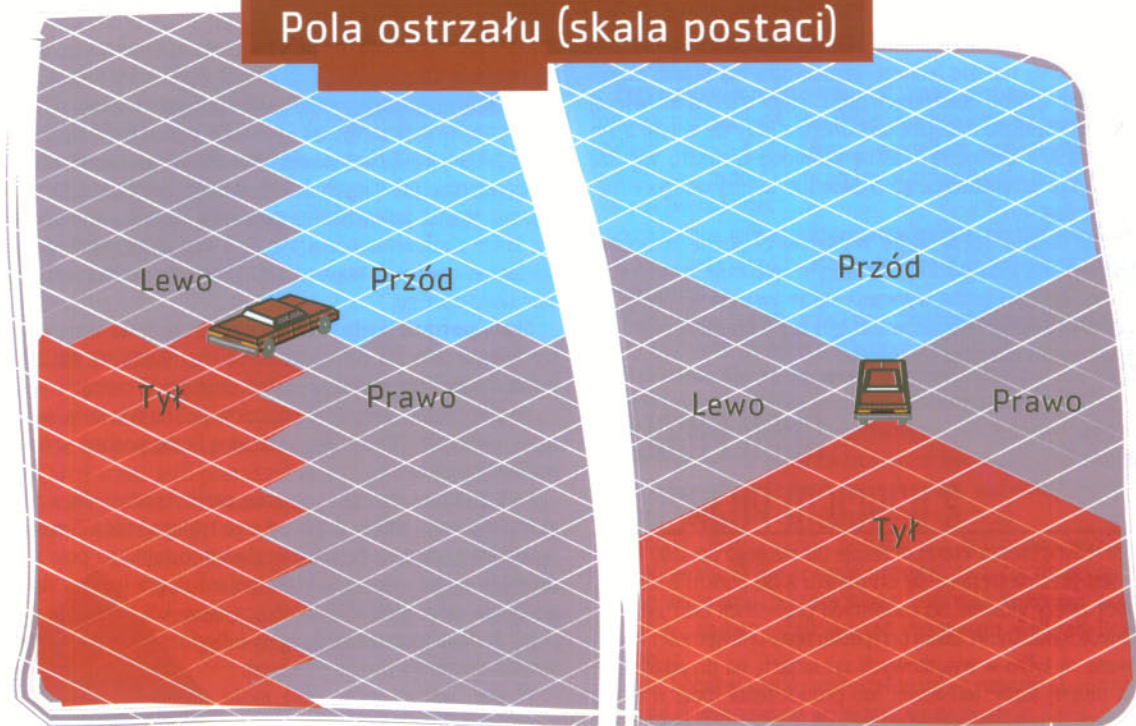 Pola ostrzału (skala postaci)
Lewo
Przód
Tył
Prawo
Przód
Lewo
Prawo
Tył